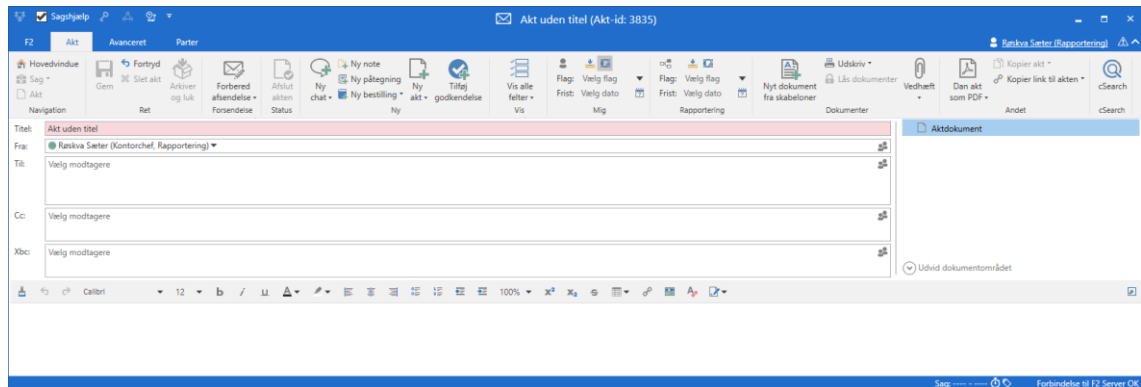 Sagshjælp
Akt uden titel (Akt-id: 3835)
F2 Akt Avanceret Parter
Røskva Sæter (Rapportering)
Hovedvindue
Sag
Akt
Navigation
Gem
Fortryd
Slet akt
Arkiver og luk
Ret
Forbered
afsendelse
Forsendelse
Afslut
akten
Status
Ny
chat
Ny note
Ny påtegning
Ny bestilling
Ny
akt
Tilføj
godkendelse
Ny
Vis alle
felter
Vis
Flag: Vælg flag
Frist: Vælg dato
Mig
Flag: Vælg flag
Frist: Vælg dato
Rapportering
Nyt dokument
fra skabeloner
Udskriv
Lås dokumenter
Dokumenter
Vedhæft
Dan akt
som PDF
Kopier akt
Kopier link til akten
Andet
cSearch
cSearch
Titel: Akt uden titel
Fra: Røskva Sæter (Kontorchef, Rapportering)
Til: Vælg modtagere
Cc: Vælg modtagere
Xbc: Vælg modtagere
Aktdokument
Udvid dokumentområdet
Calibri 12 b i u A 100% x² x₂ S
Sag: ----- - ----- Forbindelse til F2 Server OK